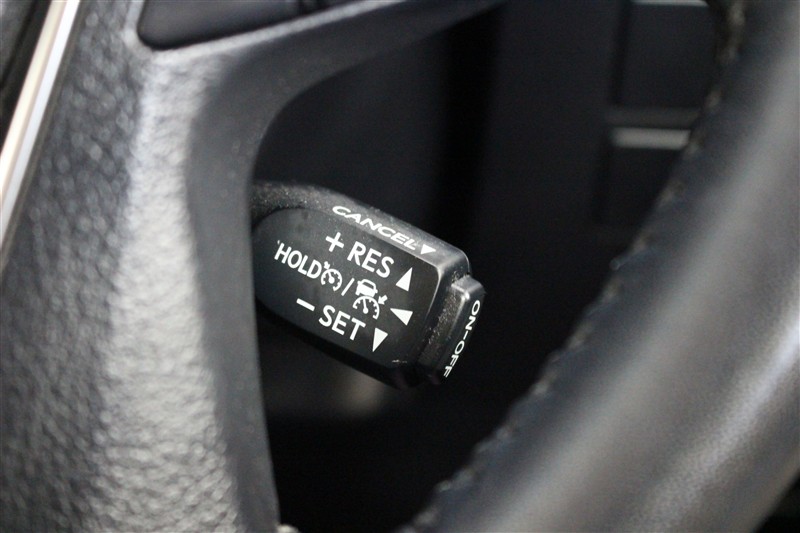 CANCEL
+ RES
'HOLD /
– SET
ON-OFF